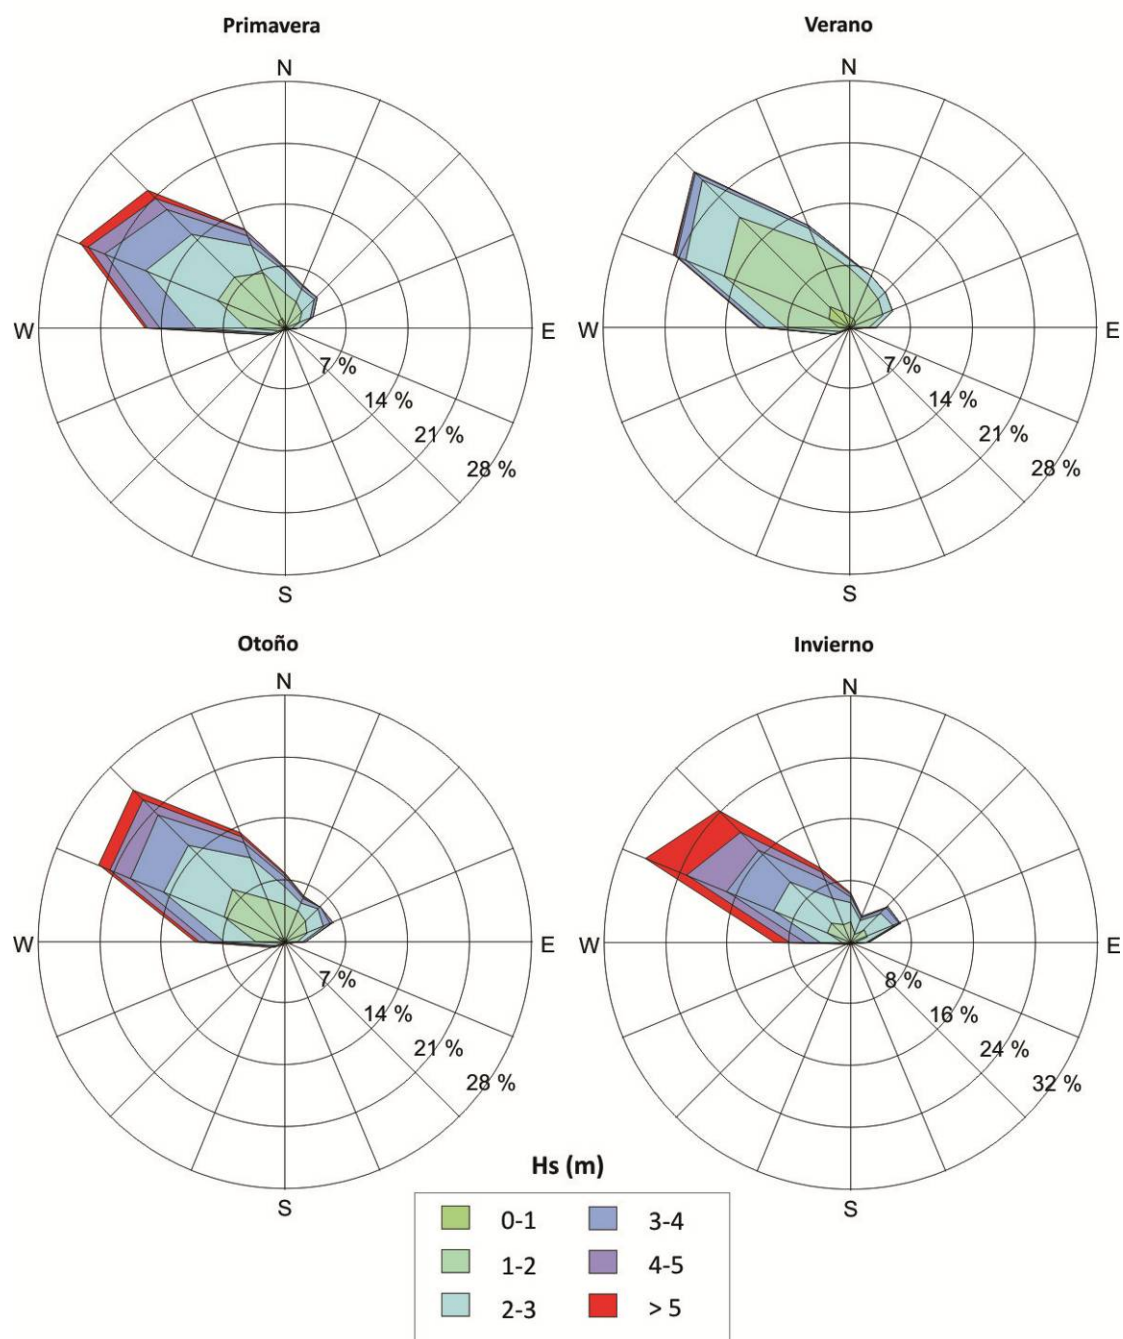 Primavera
Verano
N
N
W
E
W
E
7 %
7 %
14 %
14 %
21 %
21 %
28 %
28 %
S
S
Otoño
Invierno
N
N
W
E
W
E
7 %
8 %
14 %
16 %
21 %
24 %
28 %
32 %
S
S
Hs (m)
0-1
3-4
1-2
4-5
2-3
> 5